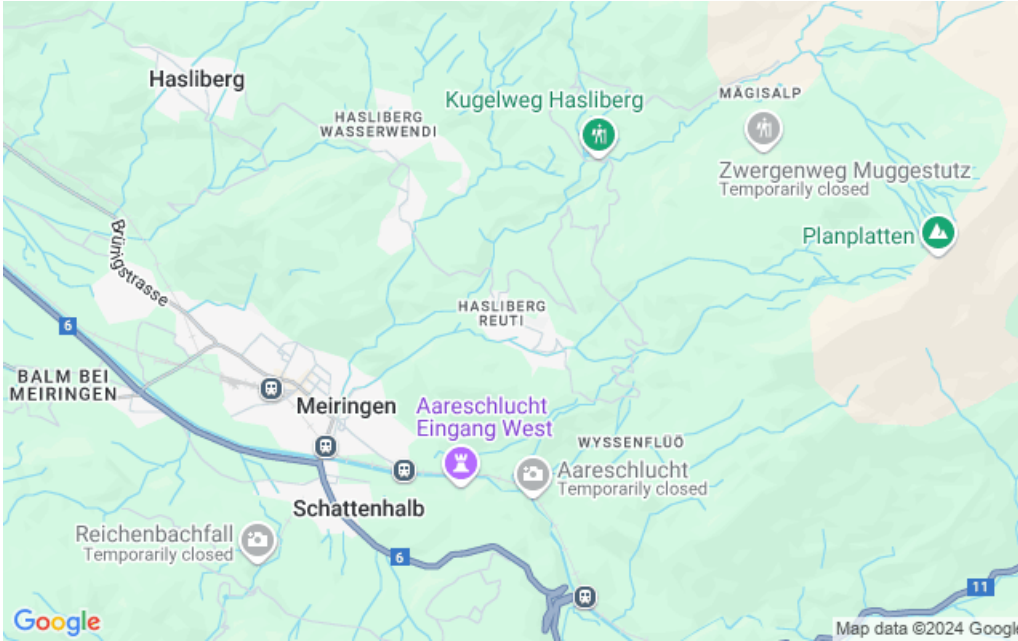 Hasliberg
HASLIBERG
WASSERWENDI
Kugelweg Hasliberg
MÄGISALP
Zwergenweg Muggestutz
Temporarily closed
Planplatten
Brünigstrasse
6
HASLIBERG
REUTI
BALM BEI
MEIRINGEN
Meiringen
Aareschlucht
Eingang West
WYSSENFLÜÖ
Aareschlucht
Temporarily closed
Schattenhalb
Reichenbachfall
Temporarily closed
6
11
Google
Map data ©2024 Google